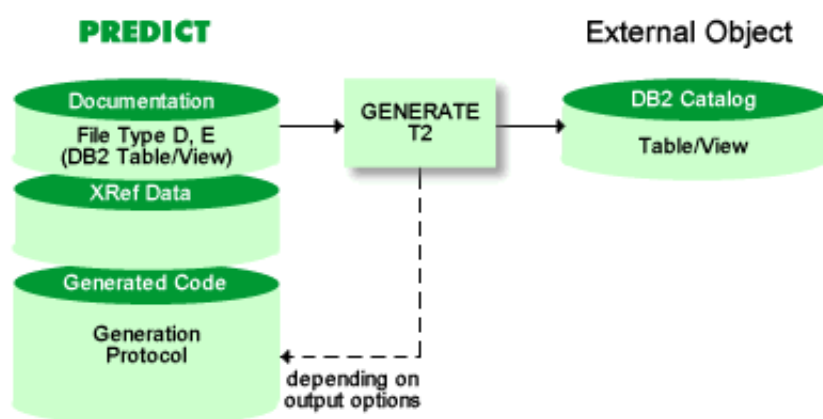 PREDICT
External Object
Documentation
File Type D, E
(DB2 Table/View)
GENERATE
T2
DB2 Catalog
Table/View
XRef Data
Generated Code
Generation
Protocol
depending on
output options